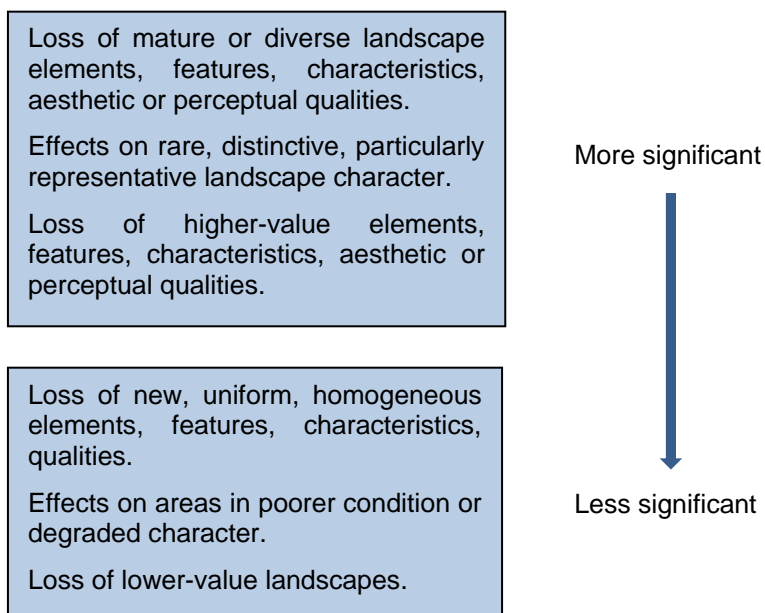 Loss of mature or diverse landscape
elements, features, characteristics,
aesthetic or perceptual qualities.
Effects on rare, distinctive, particularly
representative landscape character.
Loss of higher-value elements,
features, characteristics, aesthetic or
perceptual qualities.
More significant
Loss of new, uniform, homogeneous
elements, features, characteristics,
qualities.
Effects on areas in poorer condition or
degraded character.
Loss of lower-value landscapes.
Less significant